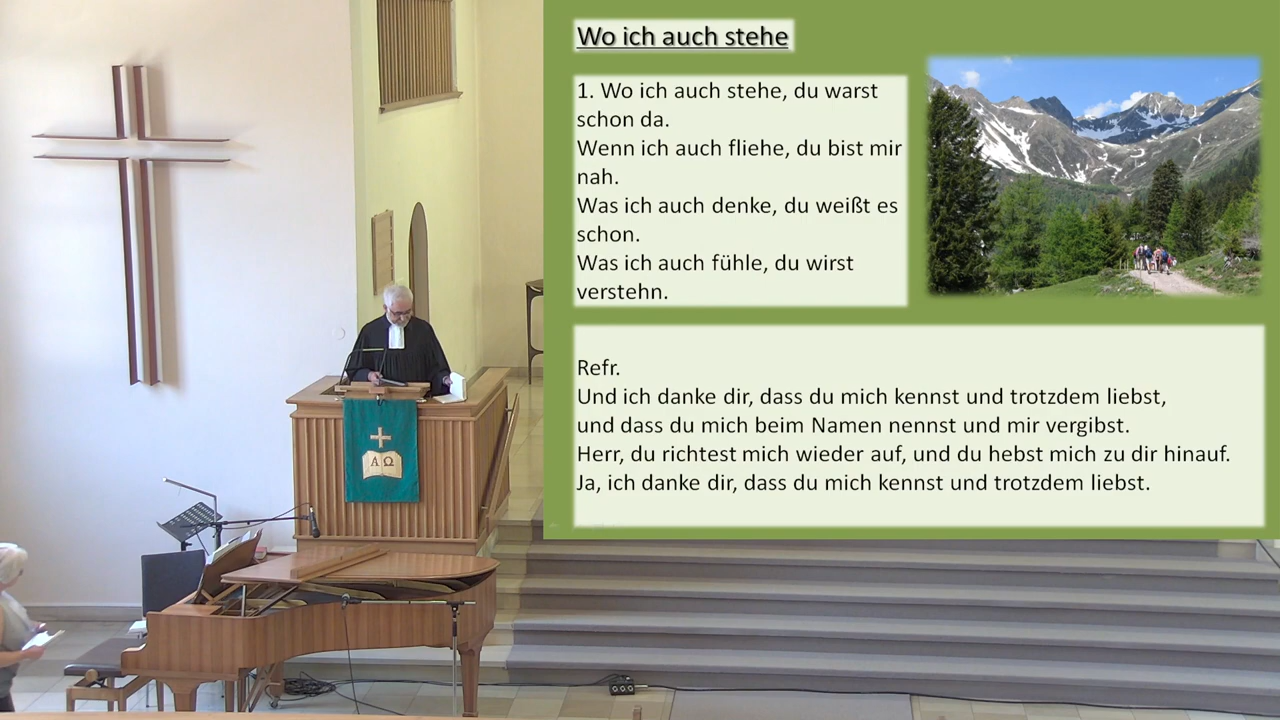 Wo ich auch stehe
1. Wo ich auch stehe, du warst
schon da.
Wenn ich auch fliehe, du bist mir
nah.
Was ich auch denke, du weißt es
schon.
Was ich auch fühle, du wirst
verstehn.
Refr.
Und ich danke dir, dass du mich kennst und trotzdem liebst,
und dass du mich beim Namen nennst und mir vergibst.
Herr, du richtest mich wieder auf, und du hebst mich zu dir hinauf.
Ja, ich danke dir, dass du mich kennst und trotzdem liebst.
Α Ω